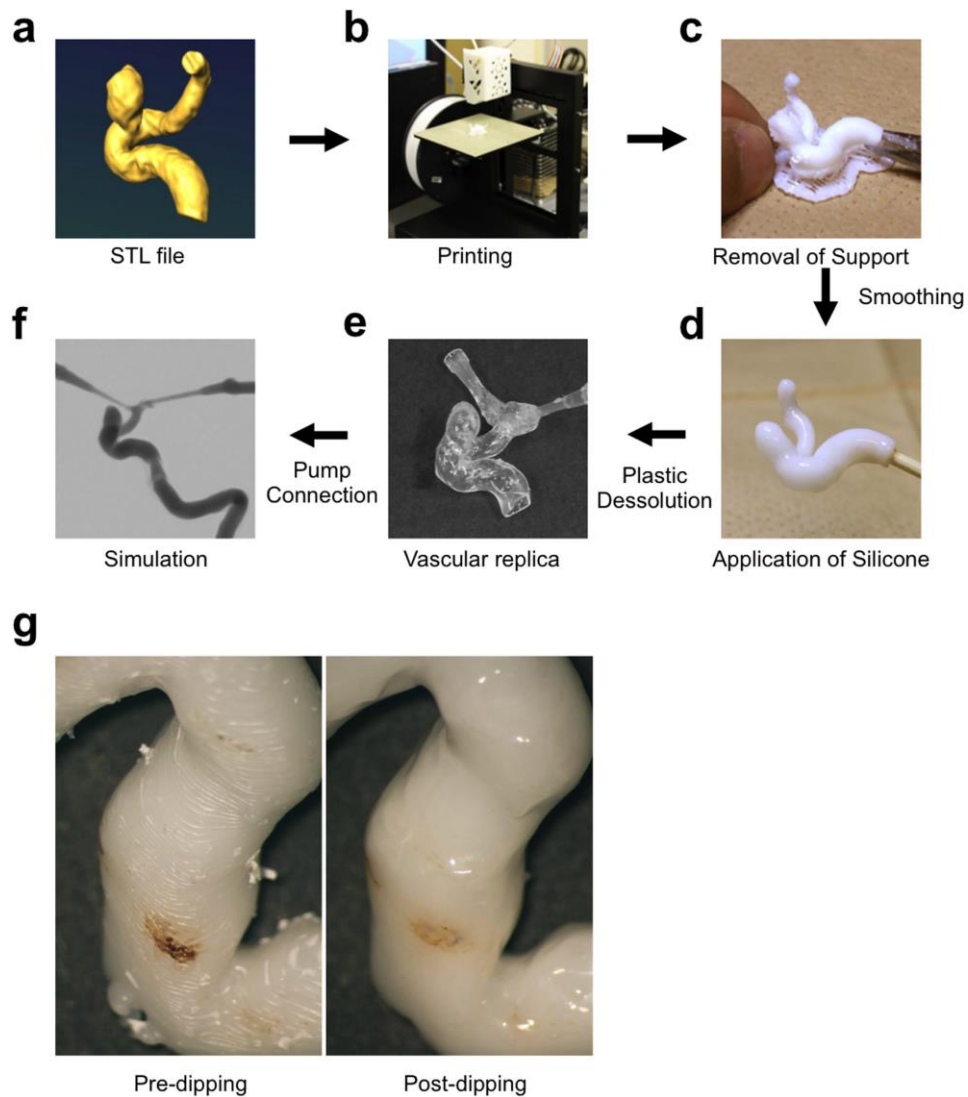 a
b
c
STL file
Printing
Removal of Support
Smoothing
f
e
d
Pump
Connection
Plastic
Dessolution
Simulation
Vascular replica
Application of Silicone
g
Pre-dipping
Post-dipping